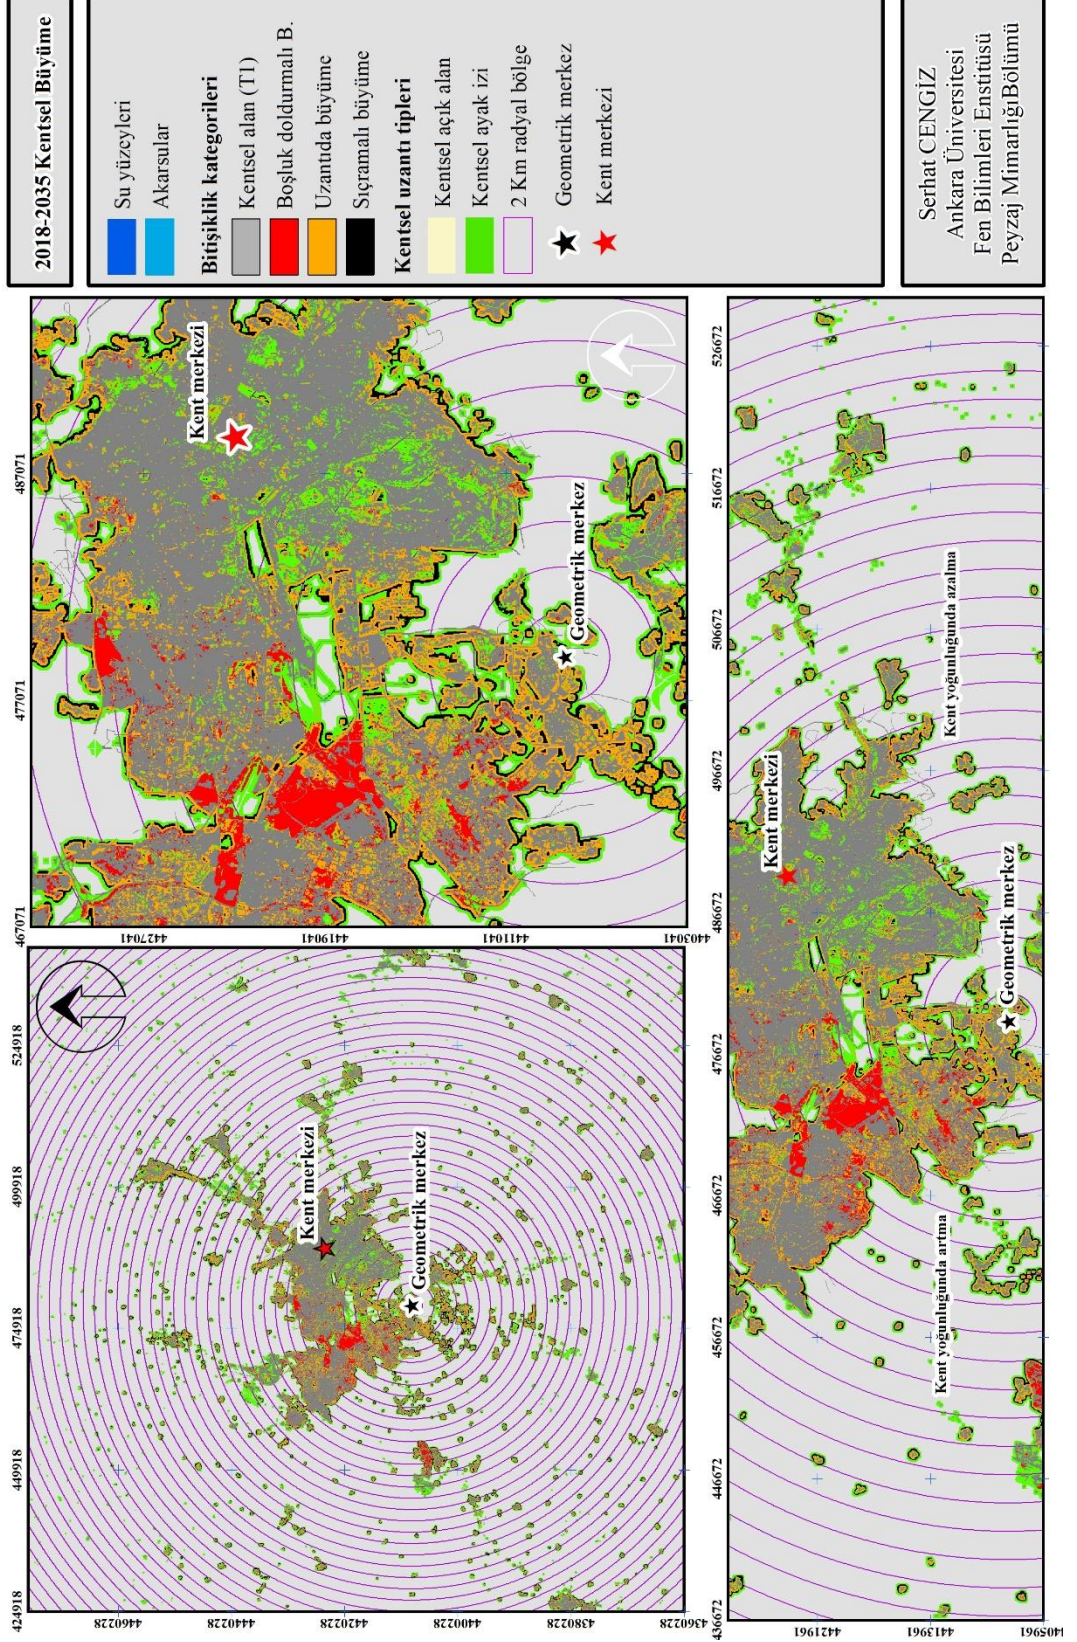 2018-2035 Kentsel Büyüme
Su yüzeyleri
Akarsular
Bitişiklik kategorileri
Kentsel alan (T1)
Boşluk doldurmalı B.
Uzantıda büyüme
Sıçramalı büyüme
Kentsel uzantı tipleri
Kentsel açık alan
Kentsel ayak izi
2 Km radyal bölge
Geometrik merkez
Kent merkezi
Serhat CENGİZ
Ankara Üniversitesi
Fen Bilimleri Enstitüsü
Peyzaj MimarlığıBölümü
424918
449918
474918
499918
524918
4460228
4440228
4420228
4400228
4380228
4360228
Kent merkezi
Geometrik merkez
467071
477071
487071
4427041
4419041
4411041
4403041
Kent merkezi
Geometrik merkez
436672
446672
456672
466672
476672
486672
496672
506672
516672
526672
4421961
4413961
4405961
Kent merkezi
Geometrik merkez
Kent yoğunluğunda artma
Kent yoğunluğunda azalma